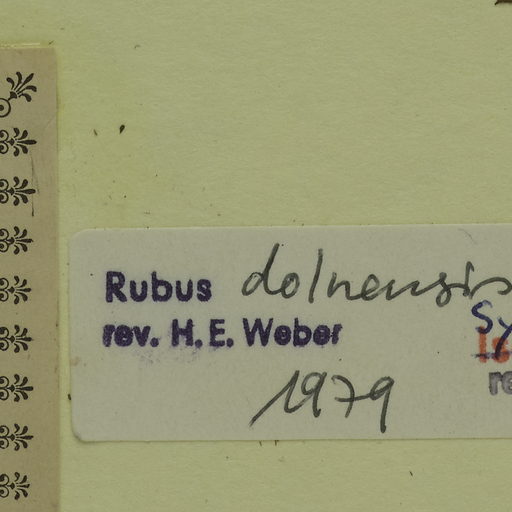 Rubus dolnensis
rev. H. E. Weber
1979